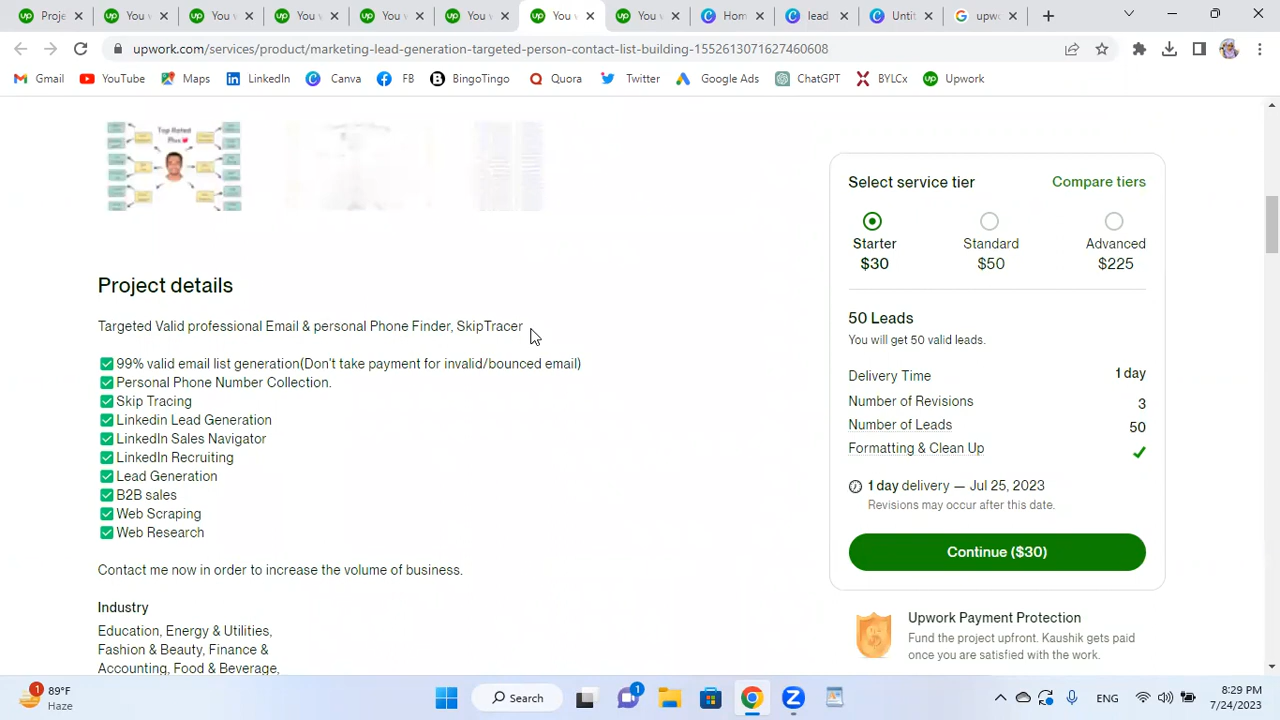 Proje
You v
You v
You v
You v
You v
You v
You v
Hom
lead
Unti
upwo
upwork.com/services/product/marketing-lead-generation-targeted-person-contact-list-building-1552613071627460608
Gmail YouTube Maps LinkedIn Canva FB BingoTingo Quora Twitter Google Ads ChatGPT BYLCx Upwork
Top Rated
Plus
Project details
Targeted Valid professional Email & personal Phone Finder, SkipTracer
✅ 99% valid email list generation(Don't take payment for invalid/bounced email)
✅ Personal Phone Number Collection.
✅ Skip Tracing
✅ Linkedin Lead Generation
✅ LinkedIn Sales Navigator
✅ LinkedIn Recruiting
✅ Lead Generation
✅ B2B sales
✅ Web Scraping
✅ Web Research
Contact me now in order to increase the volume of business.
Industry
Education, Energy & Utilities,
Fashion & Beauty, Finance &
Accounting, Food & Beverage,
Select service tier Compare tiers
Starter Standard Advanced
$30 $50 $225
50 Leads
You will get 50 valid leads.
Delivery Time 1 day
Number of Revisions 3
Number of Leads 50
Formatting & Clean Up ✔
1 day delivery — Jul 25, 2023
Revisions may occur after this date.
Continue ($30)
Upwork Payment Protection
Fund the project upfront. Kaushik gets paid
once you are satisfied with the work.
1
89°F
Haze
Search
1
ENG
8:29 PM
7/24/2023